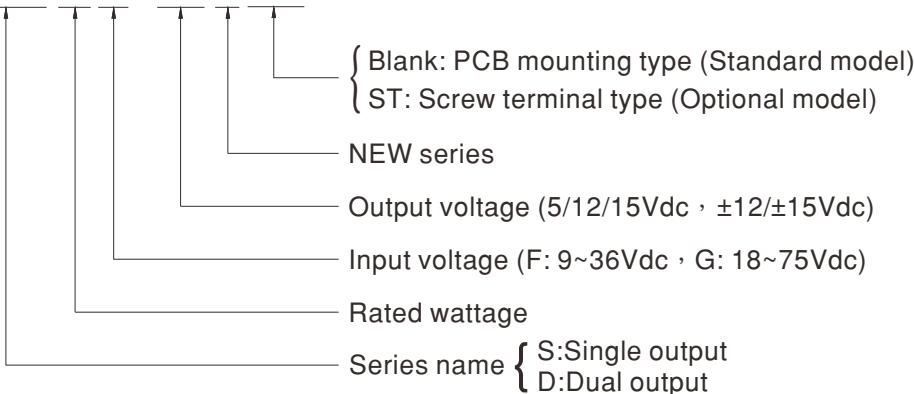 Blank: PCB mounting type (Standard model)
ST: Screw terminal type (Optional model)
NEW series
Output voltage (5/12/15Vdc，±12/±15Vdc)
Input voltage (F: 9~36Vdc，G: 18~75Vdc)
Rated wattage
Series name { S:Single output
D:Dual output